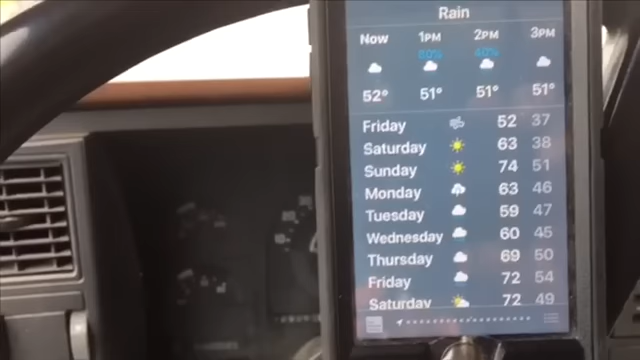 Rain
Now 1PM 2PM 3PM
60% 40%
52° 51° 51° 51°
Friday 52 37
Saturday 63 38
Sunday 74 51
Monday 63 46
Tuesday 59 47
Wednesday 60 45
Thursday 69 50
Friday 72 54
Saturday 72 49